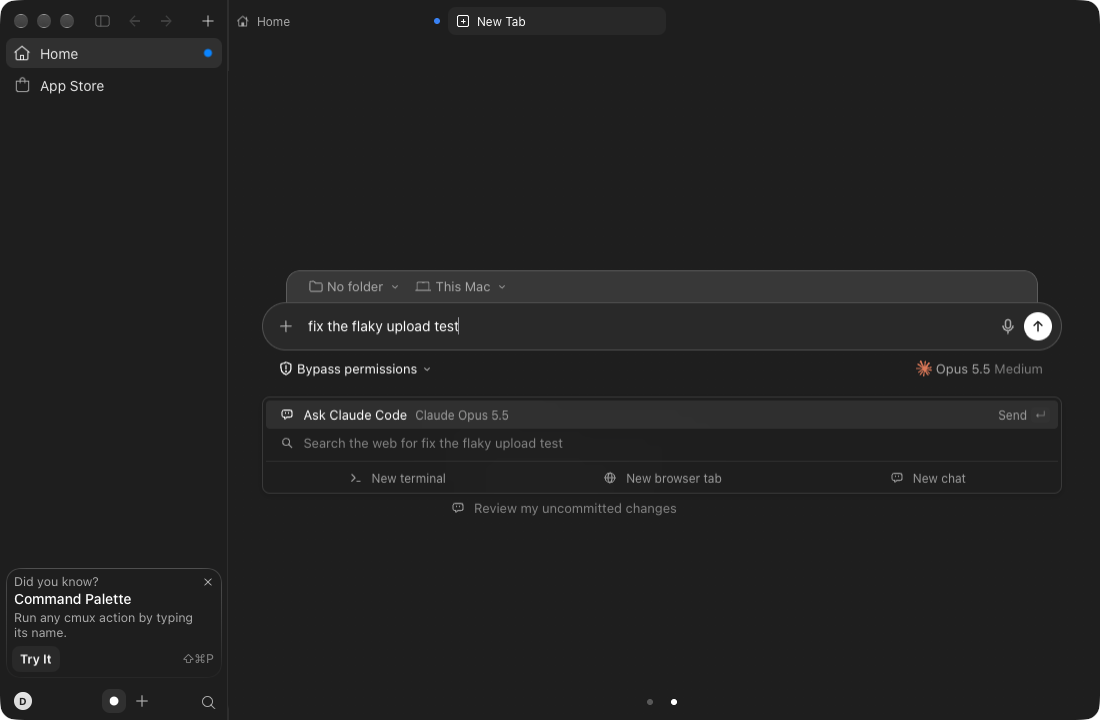 Home
New Tab
Home
App Store
No folder
This Mac
fix the flaky upload test
Bypass permissions
Opus 5.5 Medium
Ask Claude Code Claude Opus 5.5
Send
Search the web for fix the flaky upload test
New terminal
New browser tab
New chat
Review my uncommitted changes
Did you know?
Command Palette
Run any cmux action by typing
its name.
Try It
⇧⌘P
D